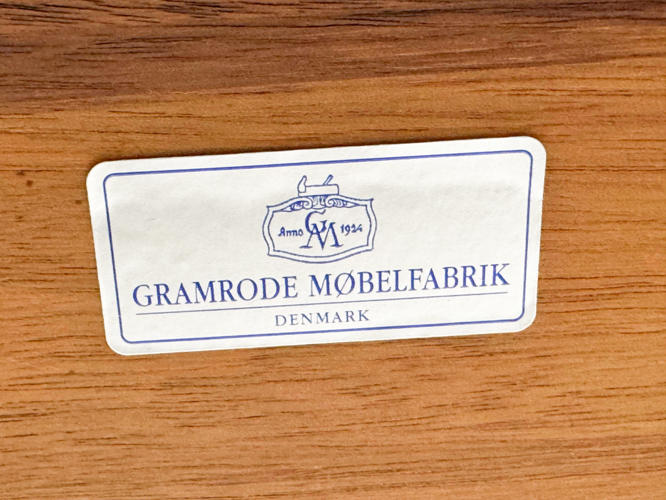 Anno GM 1924
GRAMRODE MØBELFABRIK
DENMARK